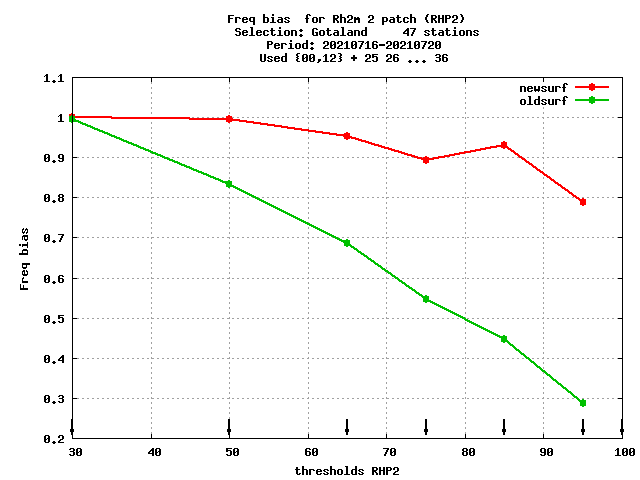 Freq bias  for Rh2m 2 patch (RHP2)
Selection: Gotaland     47 stations
Period: 20210716-20210720
Used {00,12} + 25 26 ... 36
newsurf
oldsurf
1.1
1
0.9
0.8
0.7
0.6
0.5
0.4
0.3
0.2
Freq bias
30 40 50 60 70 80 90 100
thresholds RHP2